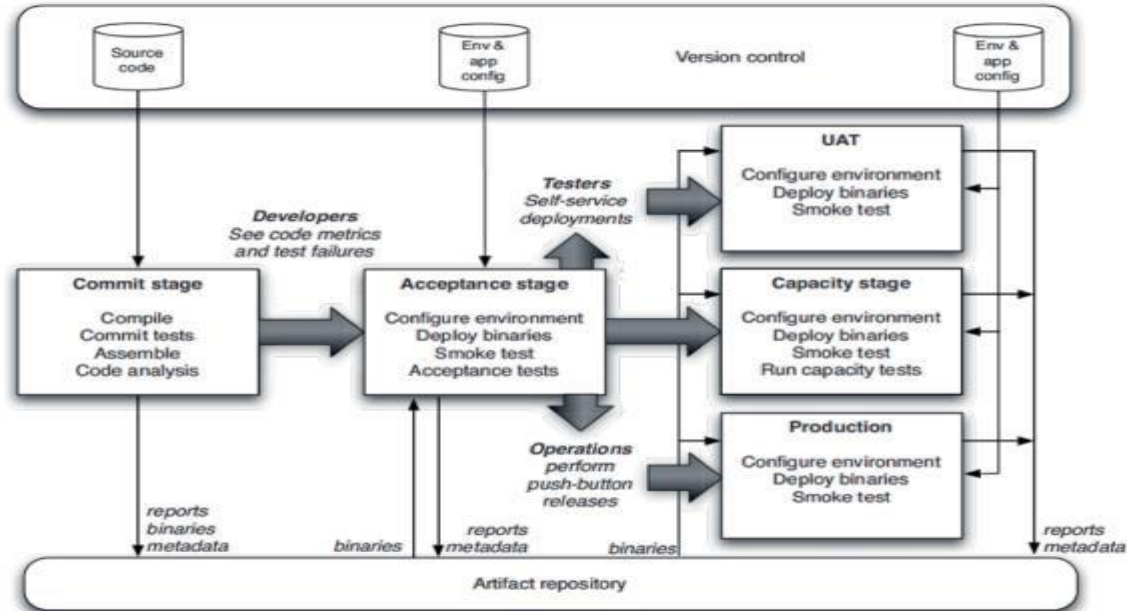 Source
code
Env &
app
config
Version control
Env &
app
config
UAT
Configure environment
Deploy binaries
Smoke test
Testers
Self-service
deployments
Developers
See code metrics
and test failures
Commit stage
Compile
Commit tests
Assemble
Code analysis
Acceptance stage
Configure environment
Deploy binaries
Smoke test
Acceptance tests
Capacity stage
Configure environment
Deploy binaries
Smoke test
Run capacity tests
Operations
perform
push-button
releases
Production
Configure environment
Deploy binaries
Smoke test
reports
binaries
metadata
binaries
reports
metadata
binaries
reports
metadata
Artifact repository